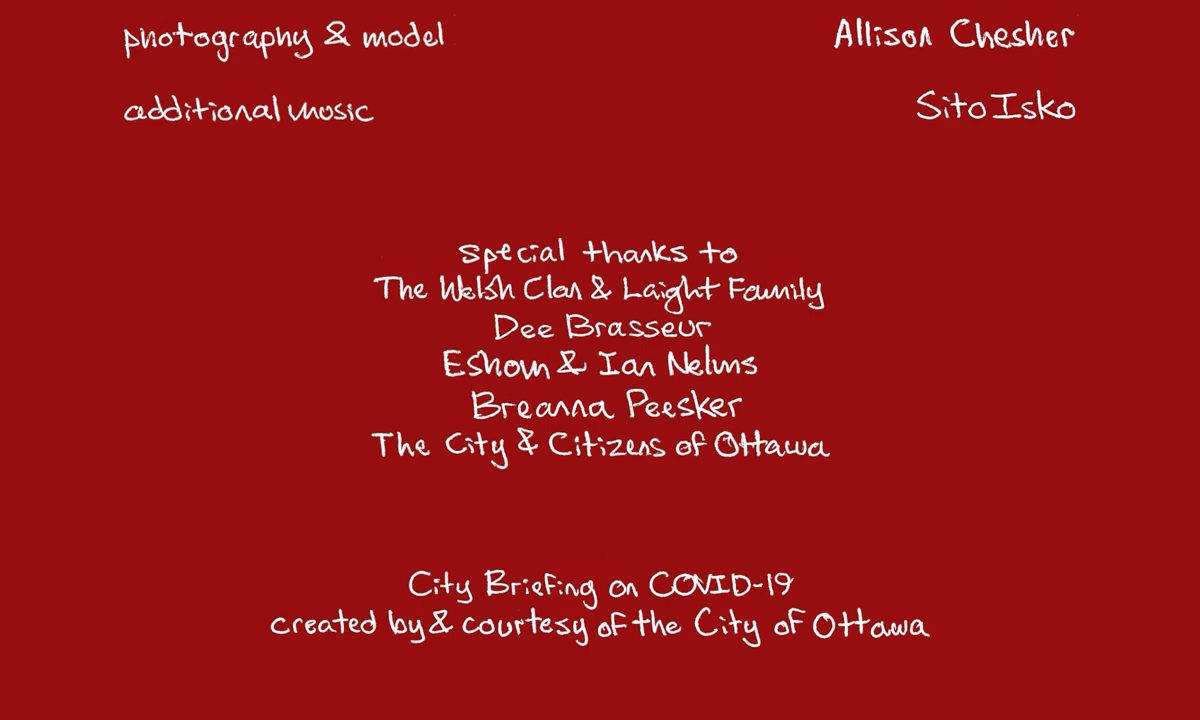 photography & model Allison Chesher
additional music Sito Isko
special thanks to
The Welsh Clan & Laight Family
Dee Brasseur
Eshom & Ian Nelms
Breanna Peesker
The City & Citizens of Ottawa
City Briefing on COVID-19
created by & courtesy of the City of Ottawa